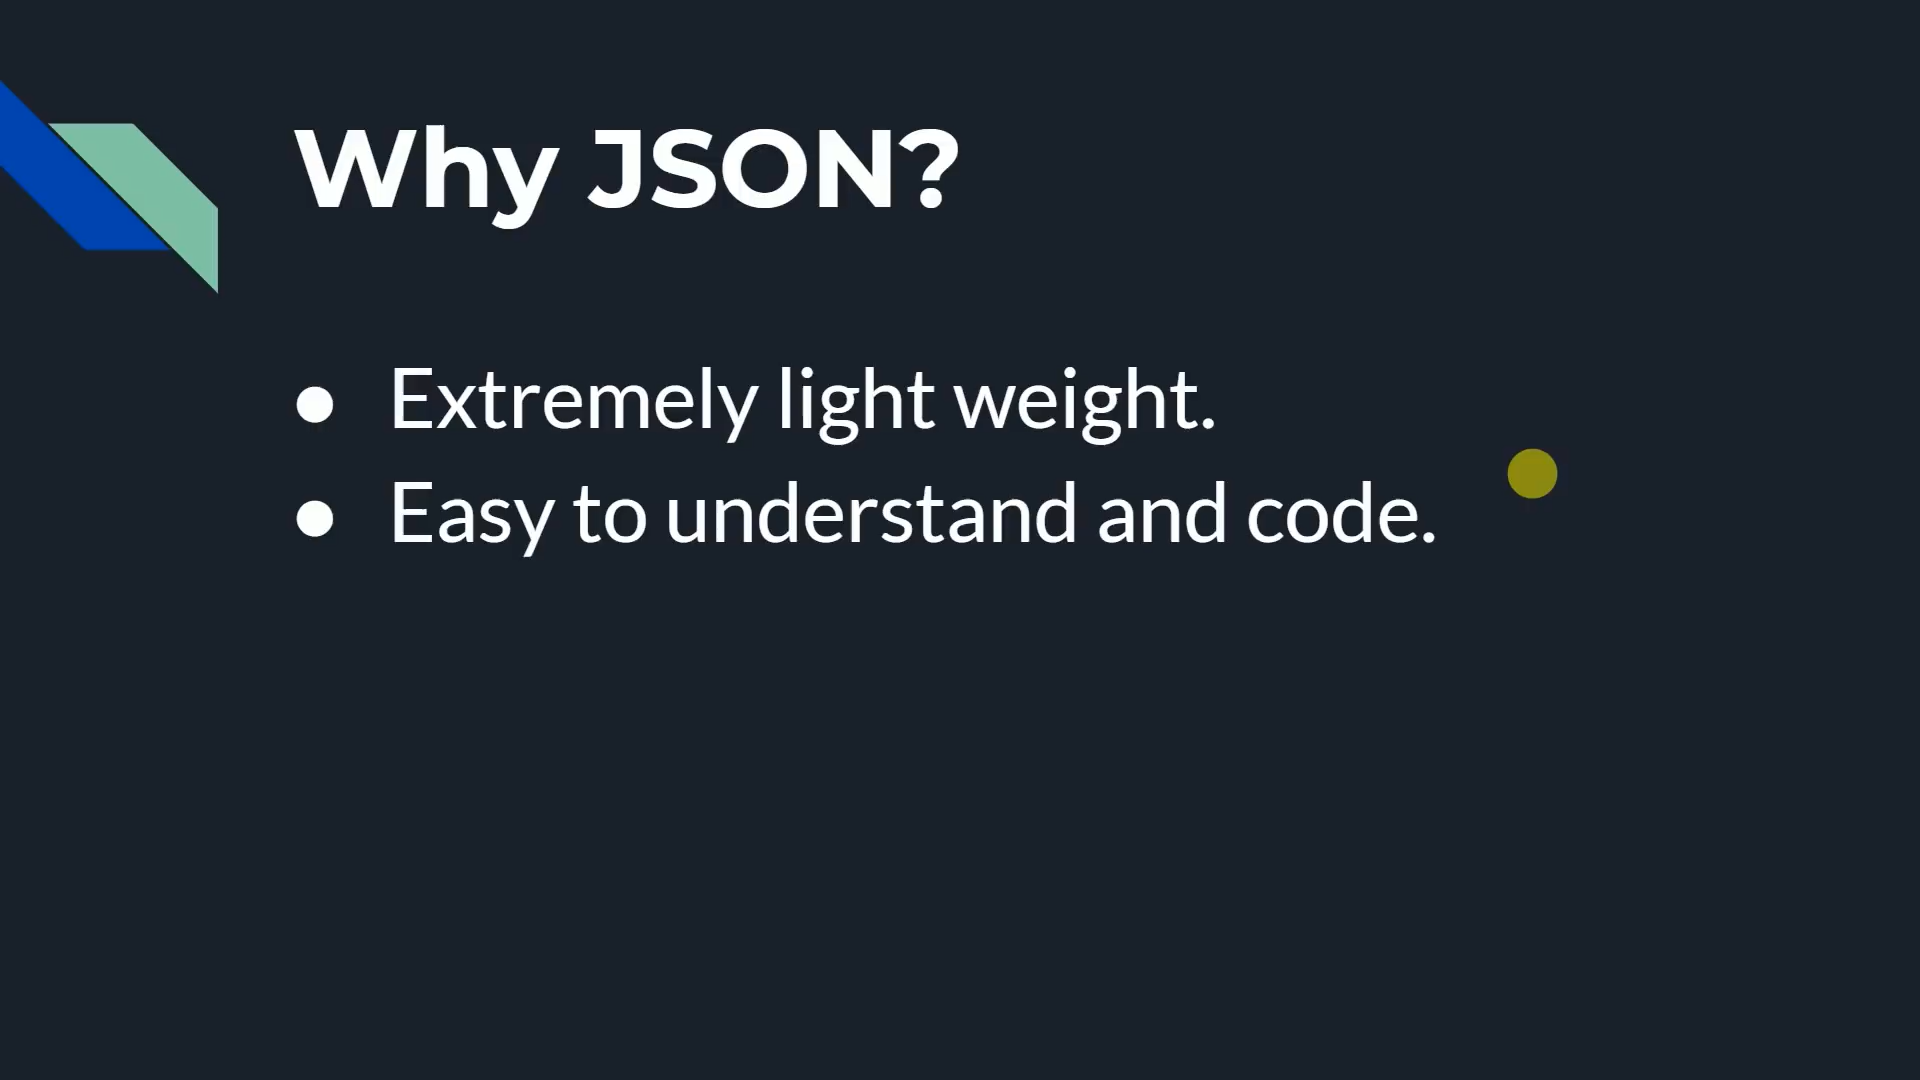 Why JSON?
● Extremely light weight.
● Easy to understand and code.